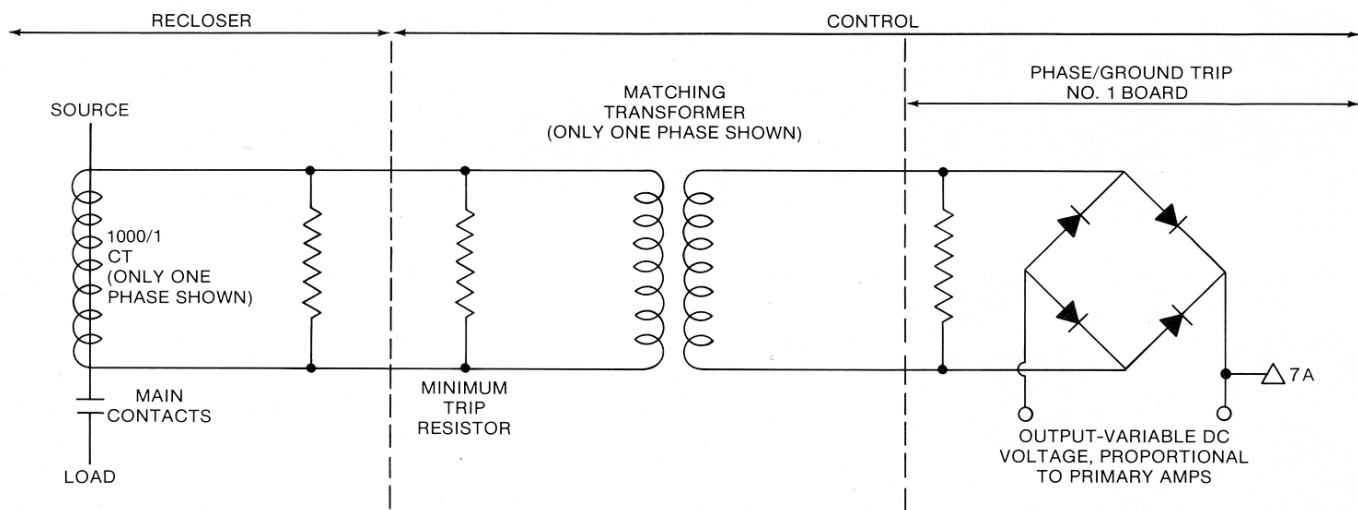 RECLOSER
CONTROL
PHASE/GROUND TRIP
NO. 1 BOARD
MATCHING
TRANSFORMER
(ONLY ONE PHASE SHOWN)
SOURCE
1000/1
CT
(ONLY ONE
PHASE SHOWN)
MAIN
CONTACTS
LOAD
MINIMUM
TRIP
RESISTOR
7A
OUTPUT-VARIABLE DC
VOLTAGE, PROPORTIONAL
TO PRIMARY AMPS